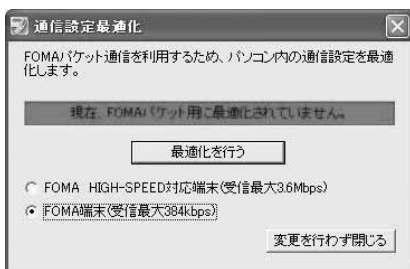 通信設定最適化
FOMAパケット通信を利用するため、パソコン内の通信設定を最適
化します。
現在、FOMAパケット用に最適化されていません。
最適化を行う
FOMA HIGH-SPEED対応端末(受信最大3.6Mbps)
FOMA端末(受信最大384kbps)
変更を行わず閉じる